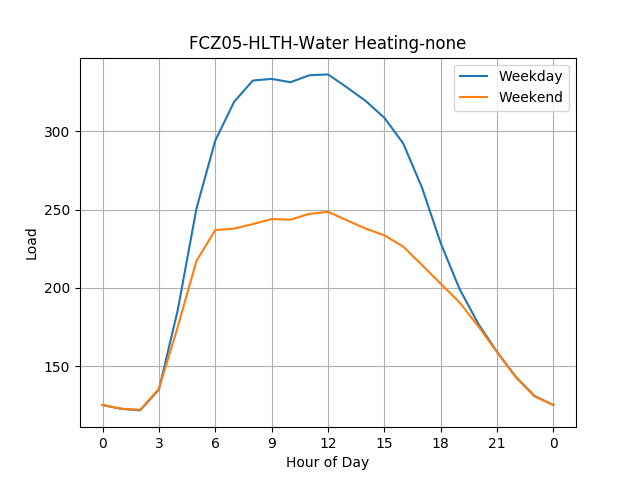 FCZ05-HLTH-Water Heating-none
Weekday
Weekend
300
250
200
150
Load
0 3 6 9 12 15 18 21 0
Hour of Day